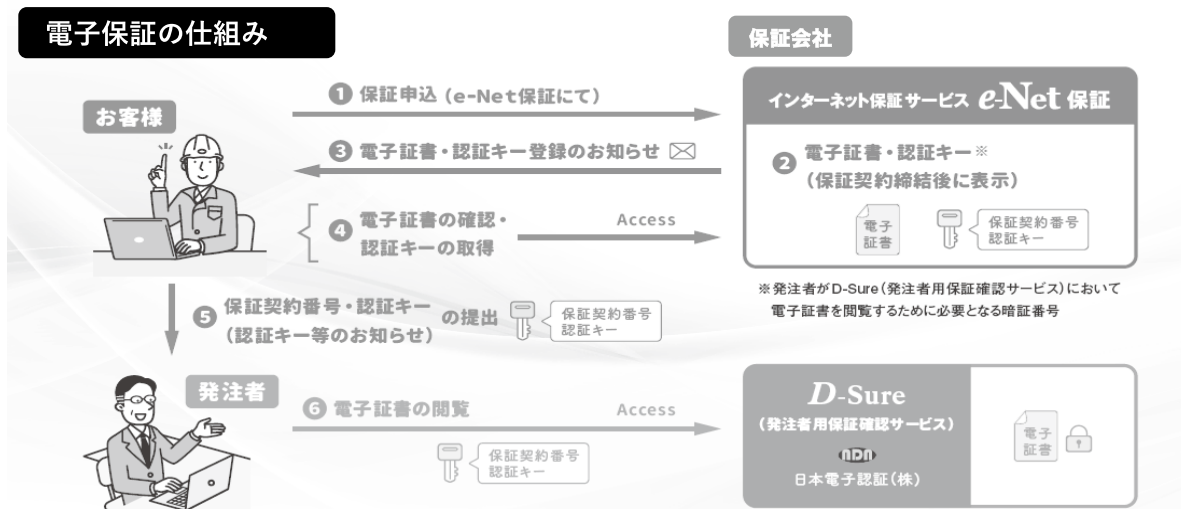 電子保証の仕組み
保証会社
お客様
❶ 保証申込（e-Net保証にて）
インターネット保証サービス e-Net 保証
❸ 電子証書・認証キー登録のお知らせ
❷ 電子証書・認証キー※
（保証契約締結後に表示）
❹ 電子証書の確認・
認証キーの取得
Access
電子
証書
保証契約番号
認証キー
※発注者がD-Sure（発注者用保証確認サービス）において
電子証書を閲覧するために必要となる暗証番号
❺ 保証契約番号・認証キー
（認証キー等のお知らせ）
の提出
保証契約番号
認証キー
発注者
❻ 電子証書の閲覧
Access
保証契約番号
認証キー
D-Sure
（発注者用保証確認サービス）
NDN
日本電子認証（株）
電子
証書